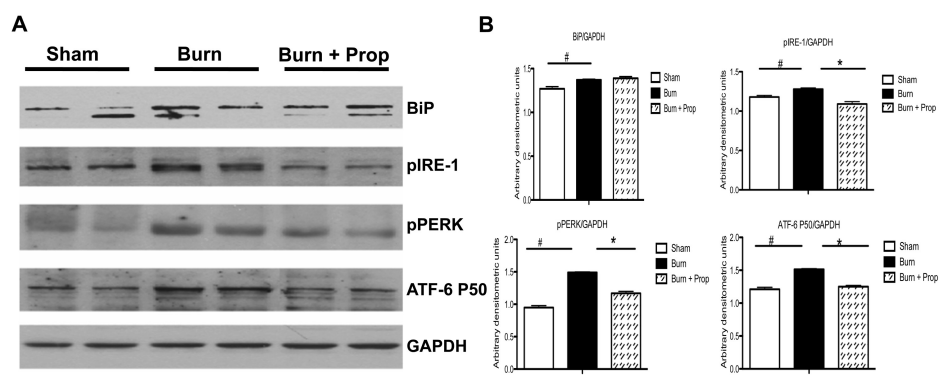 A
Sham Burn Burn + Prop
BiP
pIRE-1
pPERK
ATF-6 P50
GAPDH
B
BiP/GAPDH
#
Arbitrary densitometric units
1.5
1.0
0.5
0.0
Sham
Burn
Burn + Prop
pIRE-1/GAPDH
# *
Arbitrary densitometric units
1.5
1.0
0.5
0.0
Sham
Burn
Burn + Prop
pPERK/GAPDH
# *
Arbitrary densitometric units
2.0
1.5
1.0
0.5
0.0
Sham
Burn
Burn + Prop
ATF-6 P50/GAPDH
# *
Arbitrary densitometric units
2.0
1.5
1.0
0.5
0.0
Sham
Burn
Burn + Prop